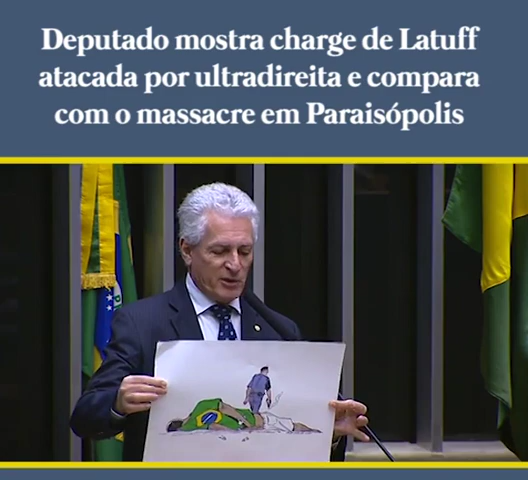 Deputado mostra charge de Latuff
atacada por ultradireita e compara
com o massacre em Paraisópolis